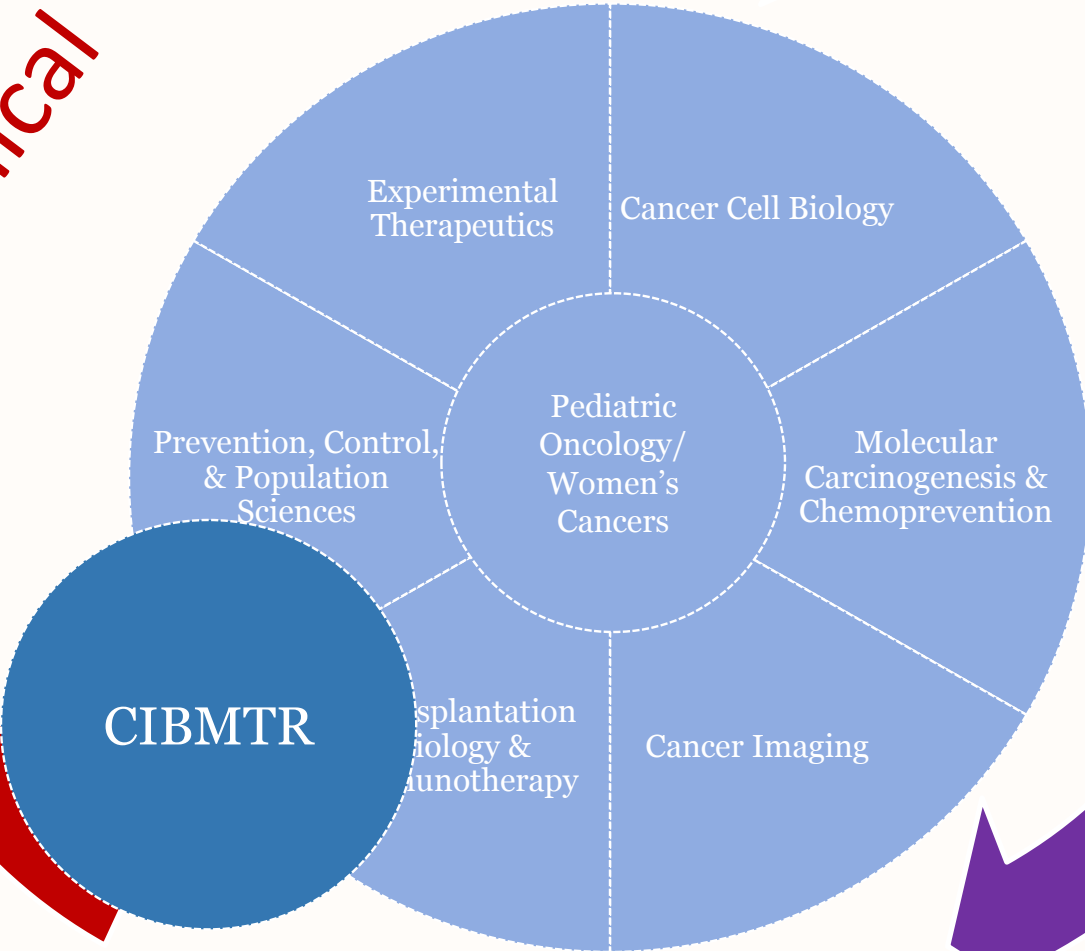 Experimental
Therapeutics
Cancer Cell Biology
Pediatric
Oncology/
Women’s
Cancers
Prevention, Control,
& Population
Sciences
Molecular
Carcinogenesis &
Chemoprevention
CIBMTR
&
Cancer Imaging